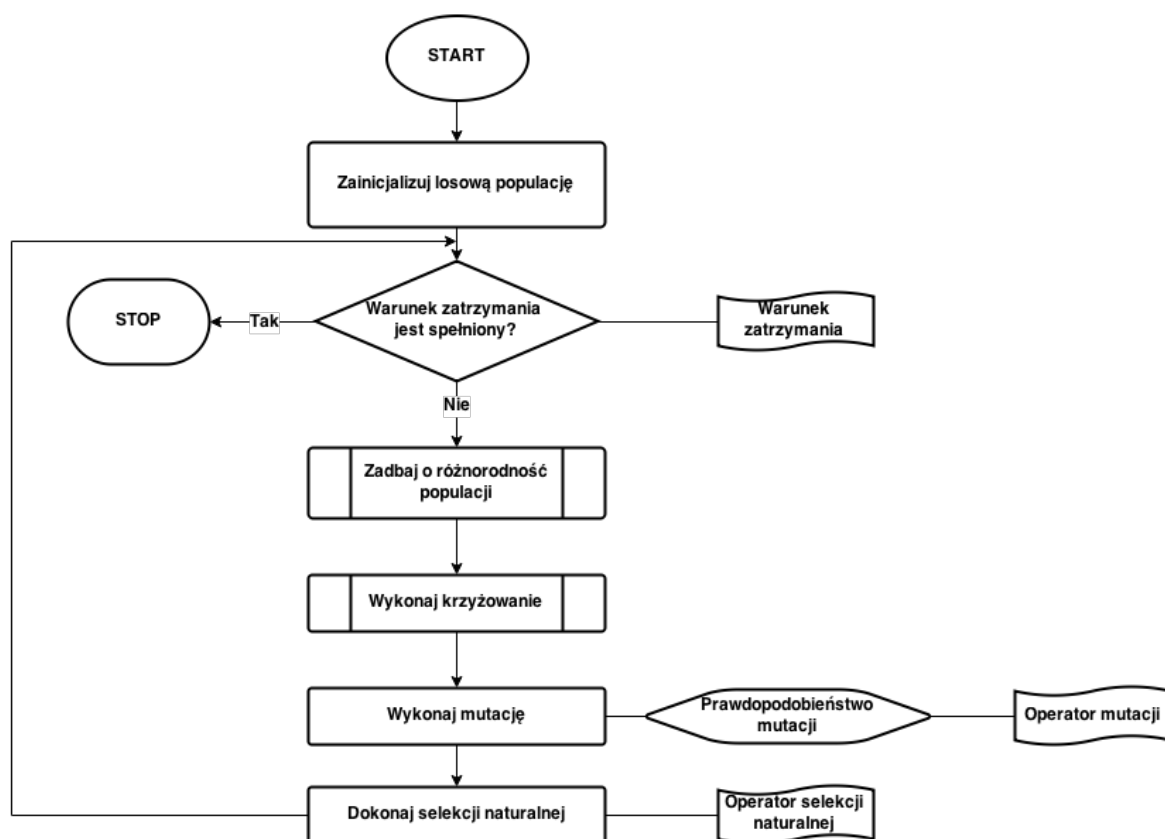 START
Zainicjalizuj losową populację
Warunek zatrzymania
jest spełniony?
STOP
Tak
Warunek
zatrzymania
Nie
Zadbaj o różnorodność
populacji
Wykonaj krzyżowanie
Wykonaj mutację
Prawdopodobieństwo
mutacji
Operator mutacji
Dokonaj selekcji naturalnej
Operator selekcji
naturalnej